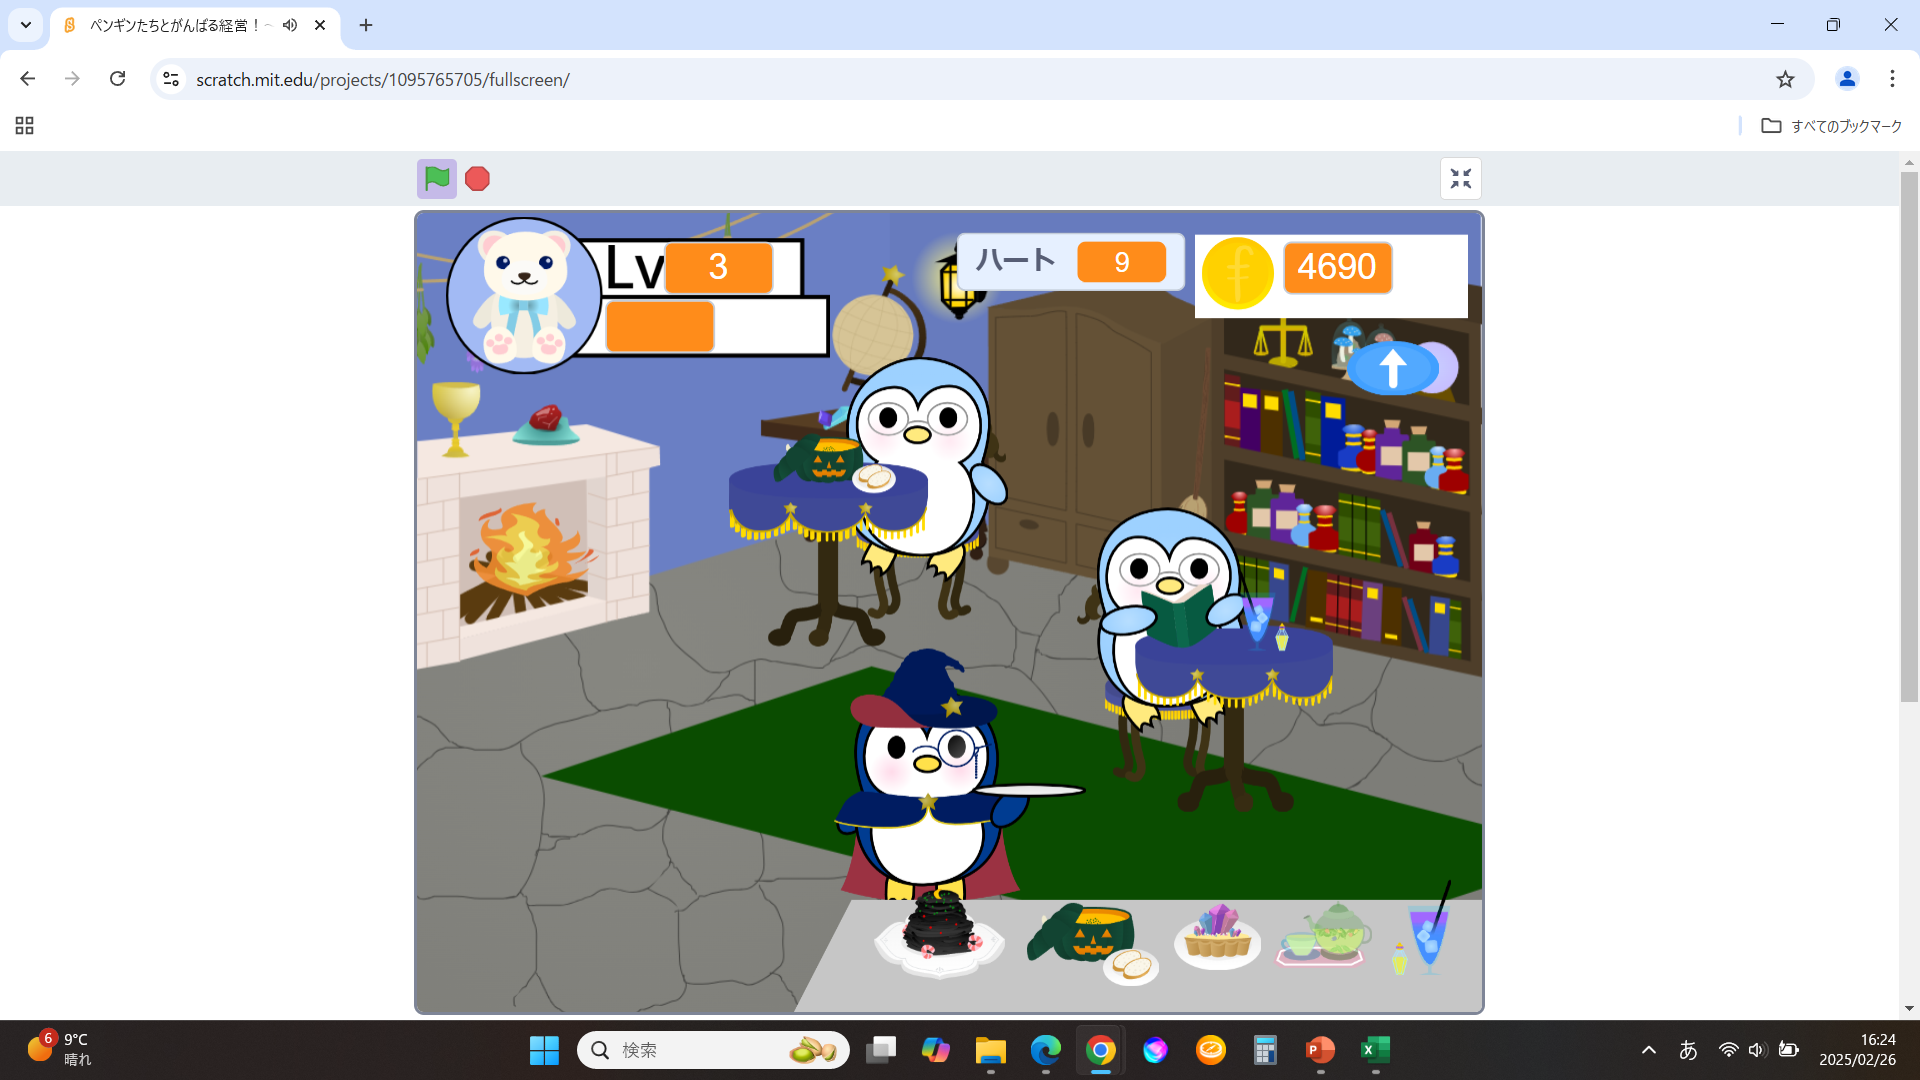 ペンギンたちとがんばる経営！
scratch.mit.edu/projects/1095765705/fullscreen/
すべてのブックマーク
Lv 3
ハート 9
4690
6
9°C
晴れ
検索
あ
16:24
2025/02/26